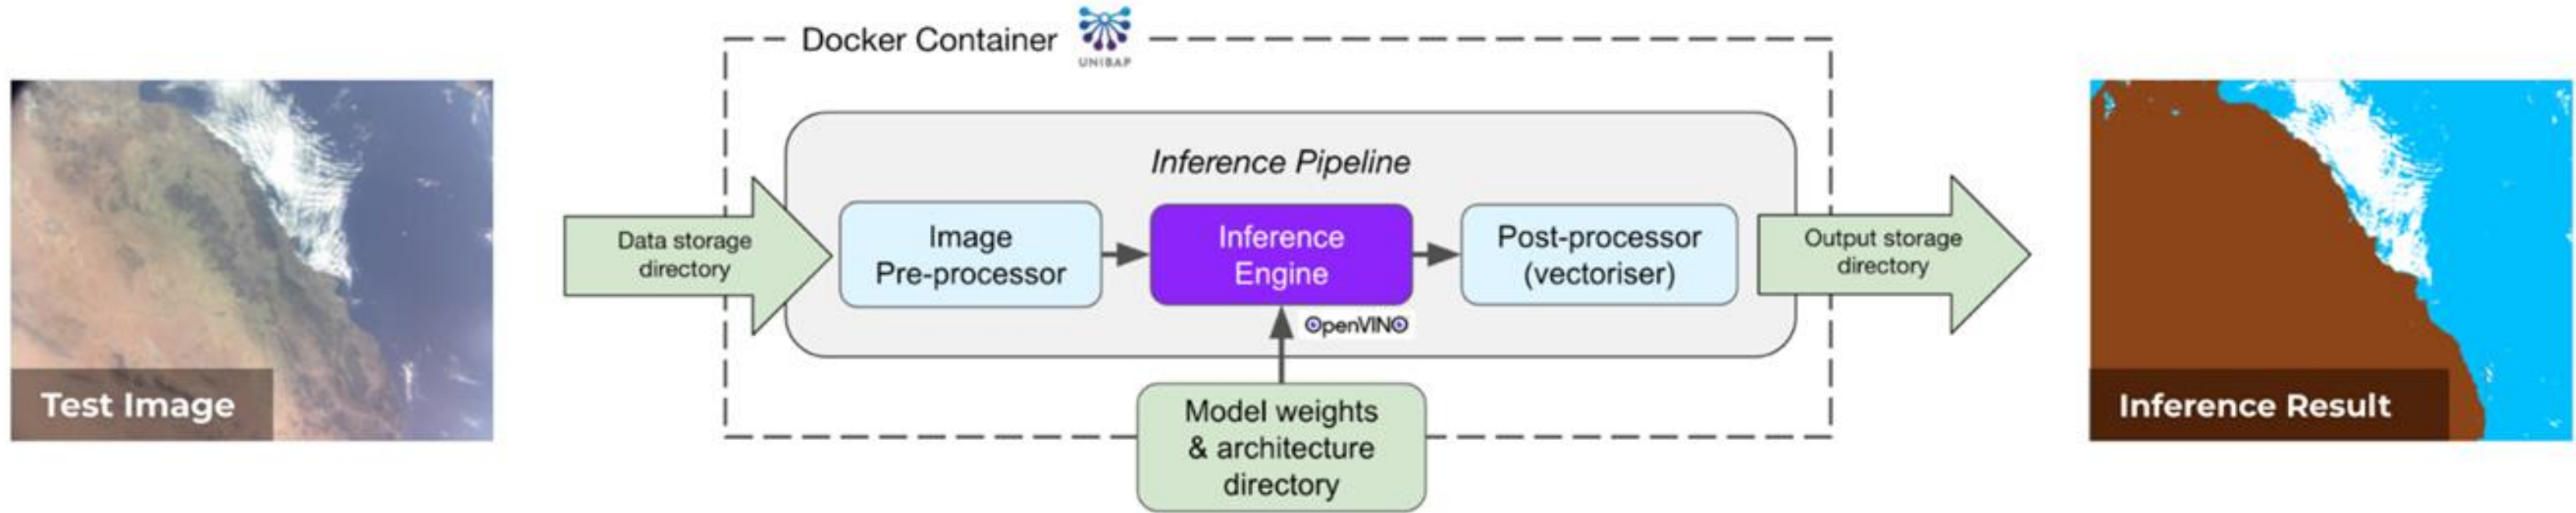 Docker Container
UNIBAP
Inference Pipeline
Data storage
directory
Image
Pre-processor
Inference
Engine
Post-processor
(vectoriser)
Output storage
directory
OpenVINO
Model weights
& architecture
directory
Test Image
Inference Result